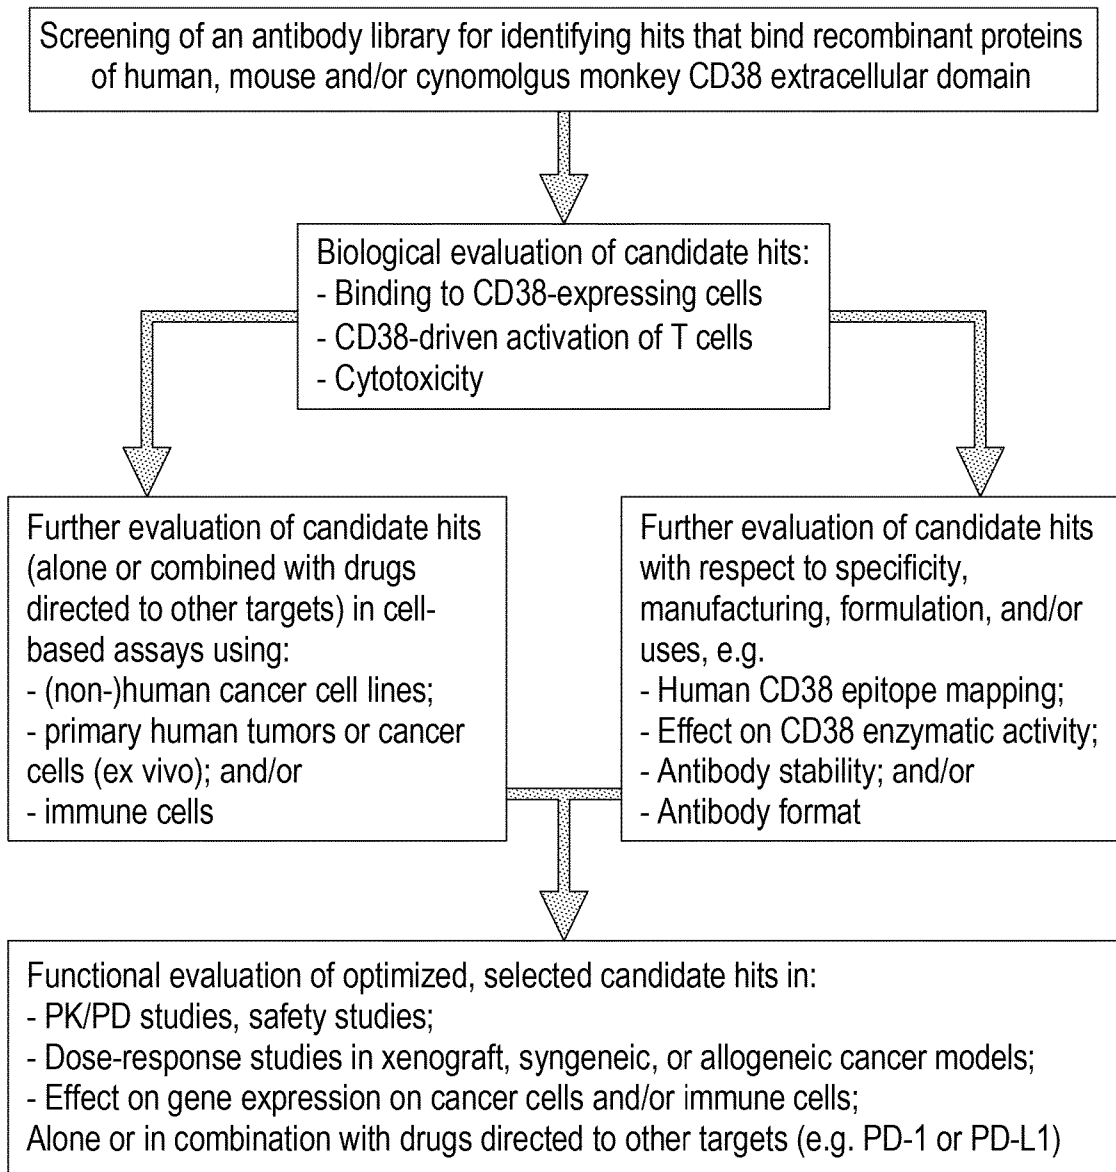 Screening of an antibody library for identifying hits that bind recombinant proteins
of human, mouse and/or cynomolgus monkey CD38 extracellular domain
Biological evaluation of candidate hits:
- Binding to CD38-expressing cells
- CD38-driven activation of T cells
- Cytotoxicity
Further evaluation of candidate hits
(alone or combined with drugs
directed to other targets) in cell-
based assays using:
- (non-)human cancer cell lines;
- primary human tumors or cancer
cells (ex vivo); and/or
- immune cells
Further evaluation of candidate hits
with respect to specificity,
manufacturing, formulation, and/or
uses, e.g.
- Human CD38 epitope mapping;
- Effect on CD38 enzymatic activity;
- Antibody stability; and/or
- Antibody format
Functional evaluation of optimized, selected candidate hits in:
- PK/PD studies, safety studies;
- Dose-response studies in xenograft, syngeneic, or allogeneic cancer models;
- Effect on gene expression on cancer cells and/or immune cells;
Alone or in combination with drugs directed to other targets (e.g. PD-1 or PD-L1)